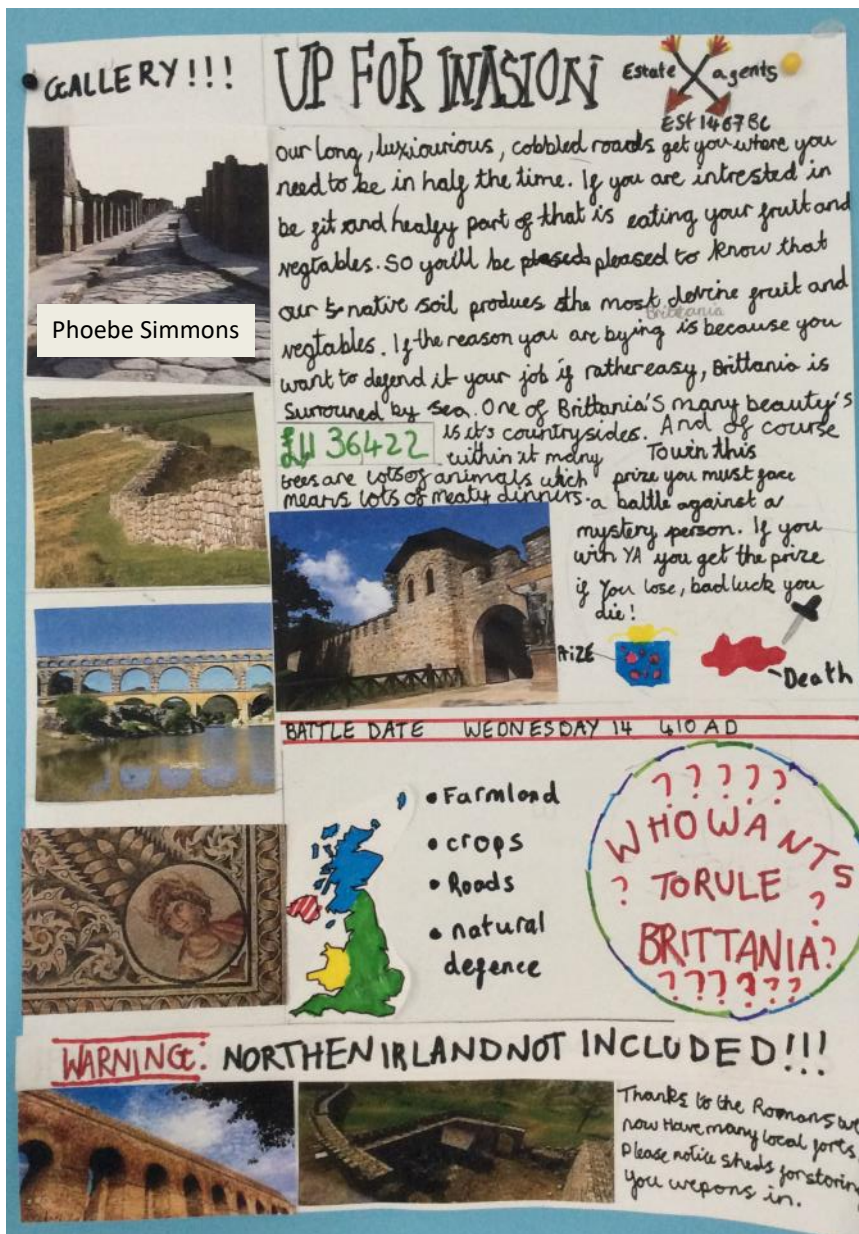 GALLERY!!!
UP FOR INASION
Estate agents
ESt 1467 BC
our long, luxiourious, cobbled roads get you where you
need to be in half the time. If you are intrested in
be fit and healfy part of that is eating your fruit and
vegtables. So you'll be pleased to know that
our native soil produces the most devine fruit and
Brittania
vegtables. If the reason you are bying is because you
want to defend it your job if rather easy, Brittania is
surrouned by sea. One of Brittania's many beauty's
is it's countrysides. And of course
within it many
trees are lots of animals which
means lots of meaty dinners.
36,422
To win this
prize you must face
a battle against a
mystery person. If you
win YA you get the prize
if you lose, bad luck you
die!
PRIZE
Death
Phoebe Simmons
BATTLE DATE WEDNESDAY 14 410 AD
• Farmland
• crops
• Roads
• natural
defence
? ? ? ? ?
WHO WANTS
? TO RULE ?
BRITTANIA?
? ? ? ? ?
WARNING: NORTHEN IRLAND NOT INCLUDED!!!
Thanks to the Romans we
now Have many local forts.
Please notice sheds for storing
you wepons in.